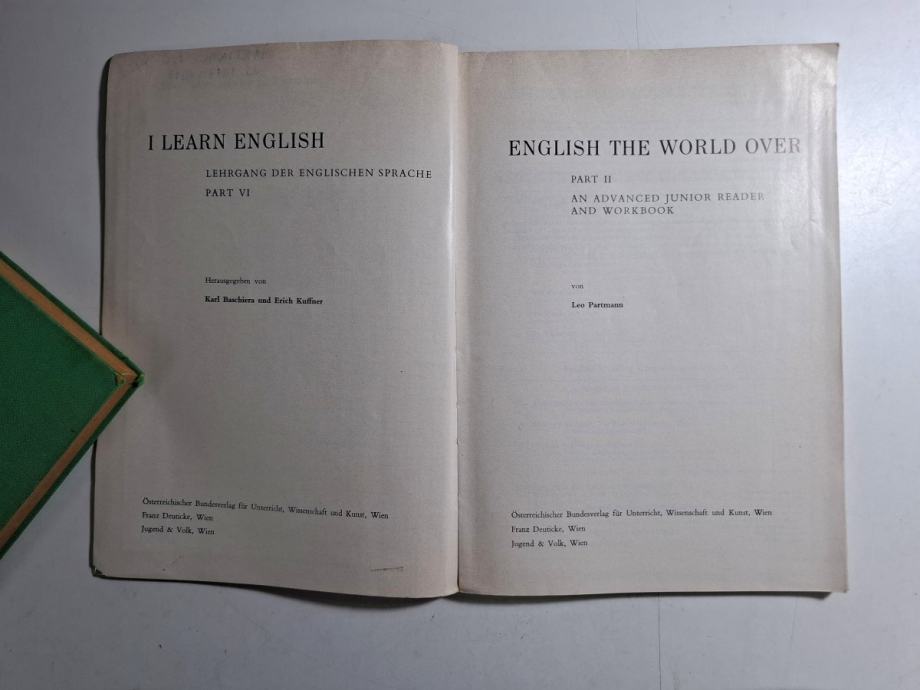 I LEARN ENGLISH
LEHRGANG DER ENGLISCHEN SPRACHE
PART VI
Herausgegeben von
Karl Baschiera und Erich Kuffner
Österreichischer Bundesverlag für Unterricht, Wissenschaft und Kunst, Wien
Franz Deuticke, Wien
Jugend & Volk, Wien
ENGLISH THE WORLD OVER
PART II
AN ADVANCED JUNIOR READER
AND WORKBOOK
von
Leo Partmann
Österreichischer Bundesverlag für Unterricht, Wissenschaft und Kunst, Wien
Franz Deuticke, Wien
Jugend & Volk, Wien